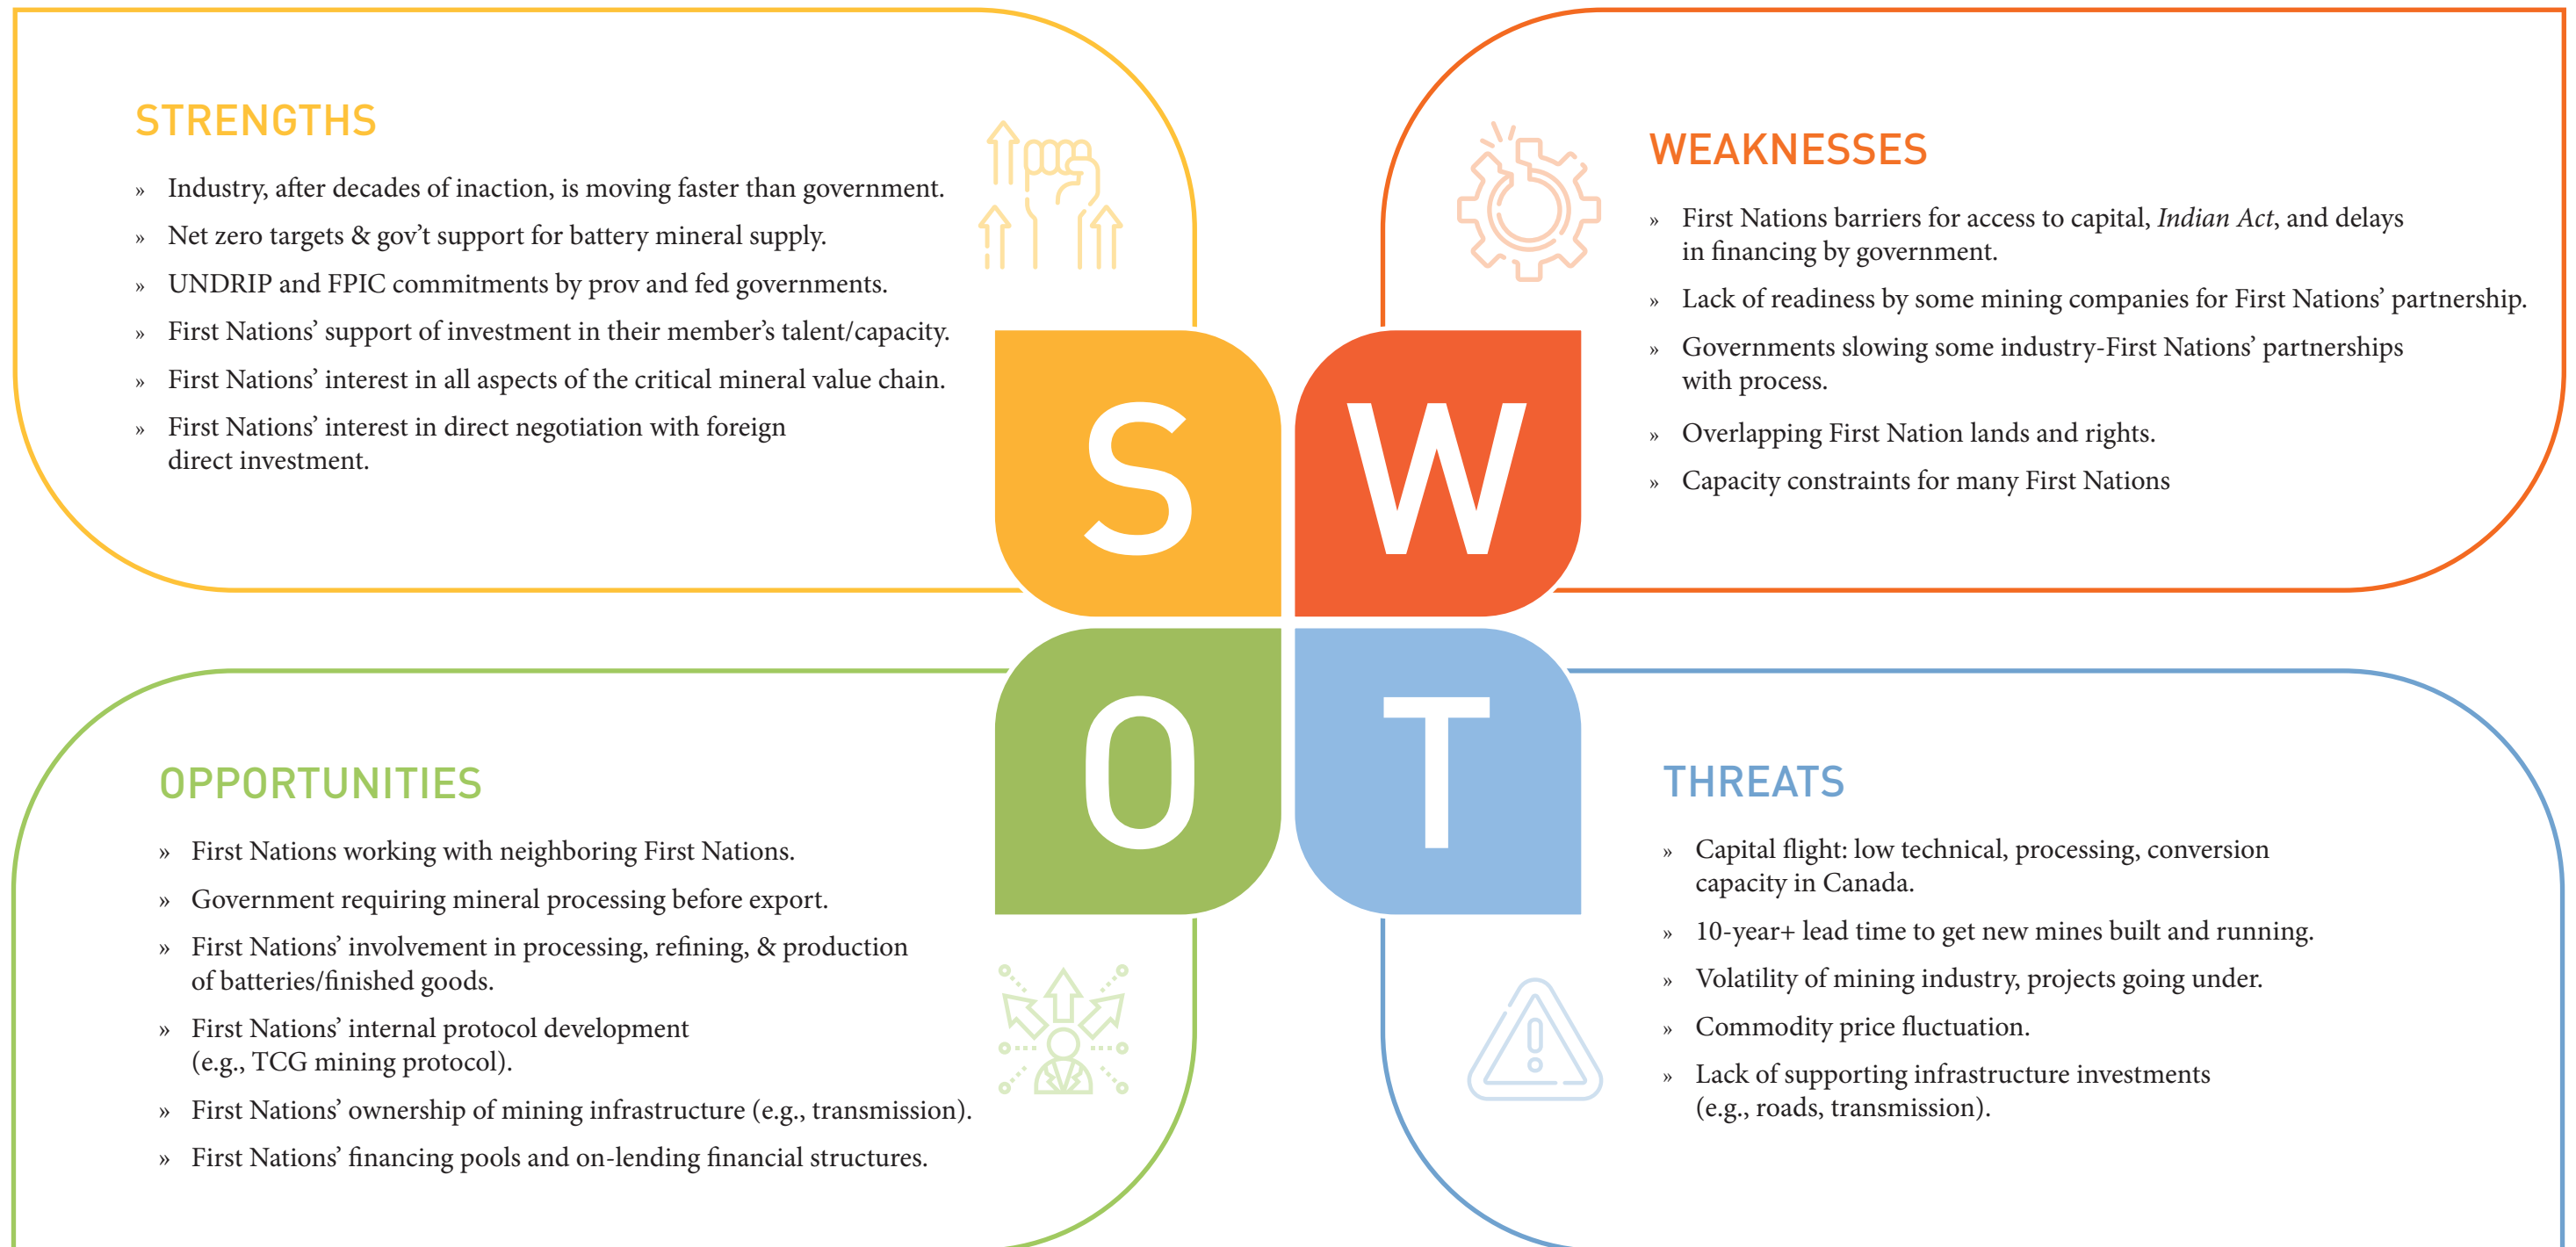 STRENGTHS
» Industry, after decades of inaction, is moving faster than government.
» Net zero targets & gov’t support for battery mineral supply.
» UNDRIP and FPIC commitments by prov and fed governments.
» First Nations’ support of investment in their member’s talent/capacity.
» First Nations’ interest in all aspects of the critical mineral value chain.
» First Nations’ interest in direct negotiation with foreign
direct investment.
WEAKNESSES
» First Nations barriers for access to capital, Indian Act, and delays
in financing by government.
» Lack of readiness by some mining companies for First Nations’ partnership.
» Governments slowing some industry-First Nations’ partnerships
with process.
» Overlapping First Nation lands and rights.
» Capacity constraints for many First Nations
S
W
O
T
OPPORTUNITIES
» First Nations working with neighboring First Nations.
» Government requiring mineral processing before export.
» First Nations’ involvement in processing, refining, & production
of batteries/finished goods.
» First Nations’ internal protocol development
(e.g., TCG mining protocol).
» First Nations’ ownership of mining infrastructure (e.g., transmission).
» First Nations’ financing pools and on-lending financial structures.
THREATS
» Capital flight: low technical, processing, conversion
capacity in Canada.
» 10-year+ lead time to get new mines built and running.
» Volatility of mining industry, projects going under.
» Commodity price fluctuation.
» Lack of supporting infrastructure investments
(e.g., roads, transmission).